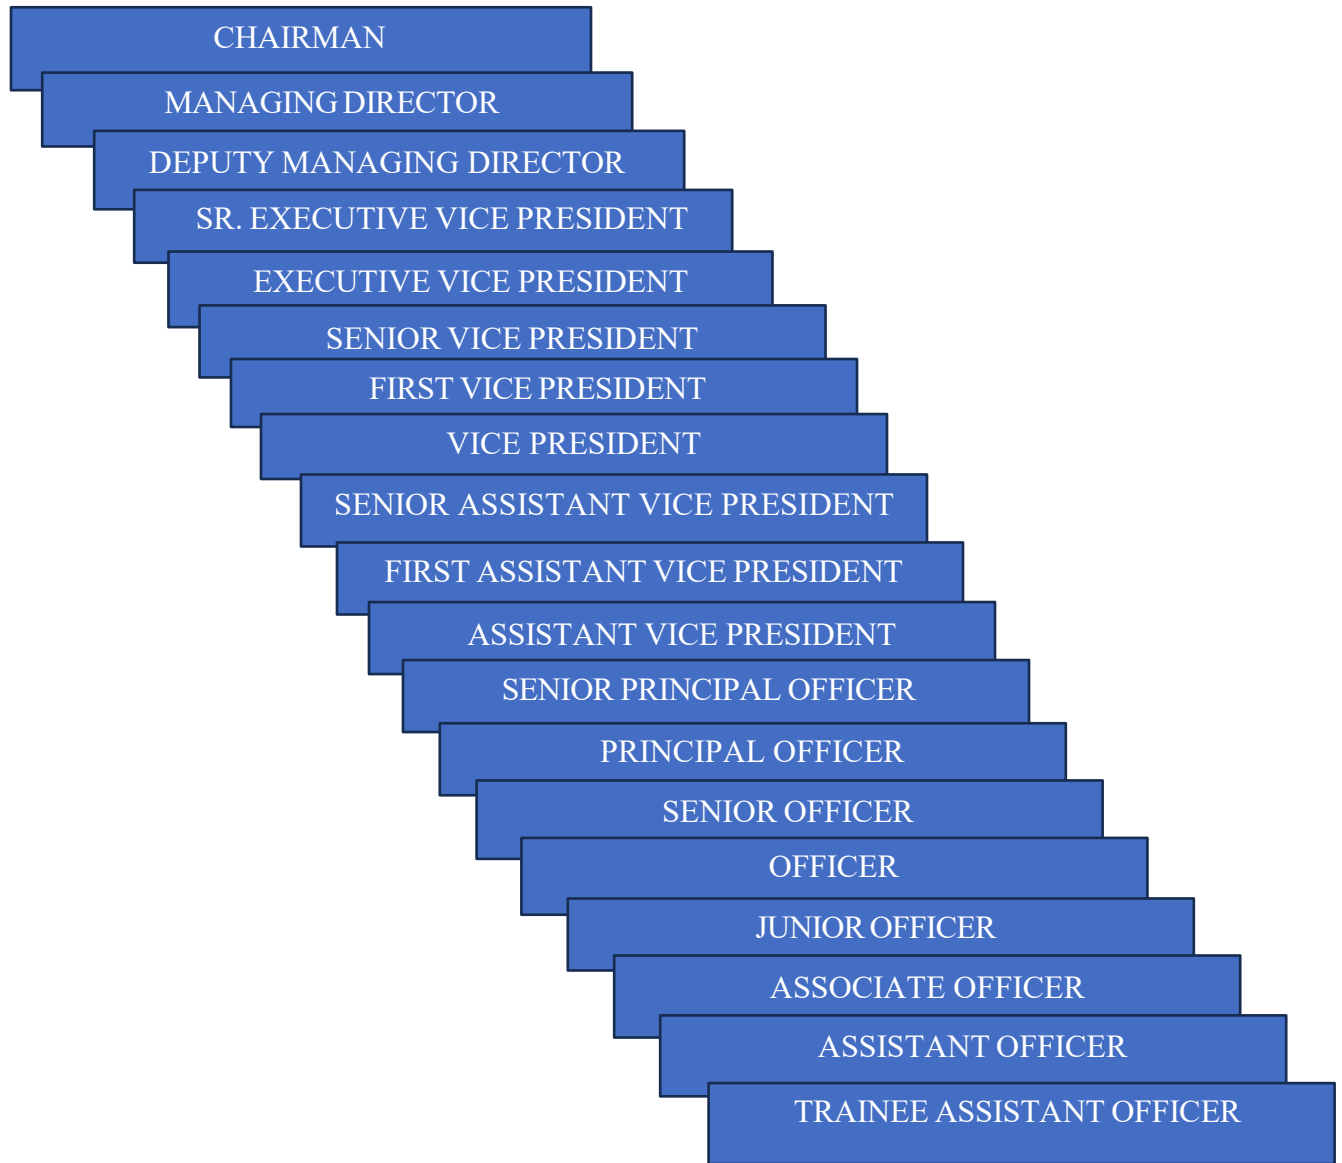 CHAIRMAN
MANAGING DIRECTOR
DEPUTY MANAGING DIRECTOR
SR. EXECUTIVE VICE PRESIDENT
EXECUTIVE VICE PRESIDENT
SENIOR VICE PRESIDENT
FIRST VICE PRESIDENT
VICE PRESIDENT
SENIOR ASSISTANT VICE PRESIDENT
FIRST ASSISTANT VICE PRESIDENT
ASSISTANT VICE PRESIDENT
SENIOR PRINCIPAL OFFICER
PRINCIPAL OFFICER
SENIOR OFFICER
OFFICER
JUNIOR OFFICER
ASSOCIATE OFFICER
ASSISTANT OFFICER
TRAINEE ASSISTANT OFFICER